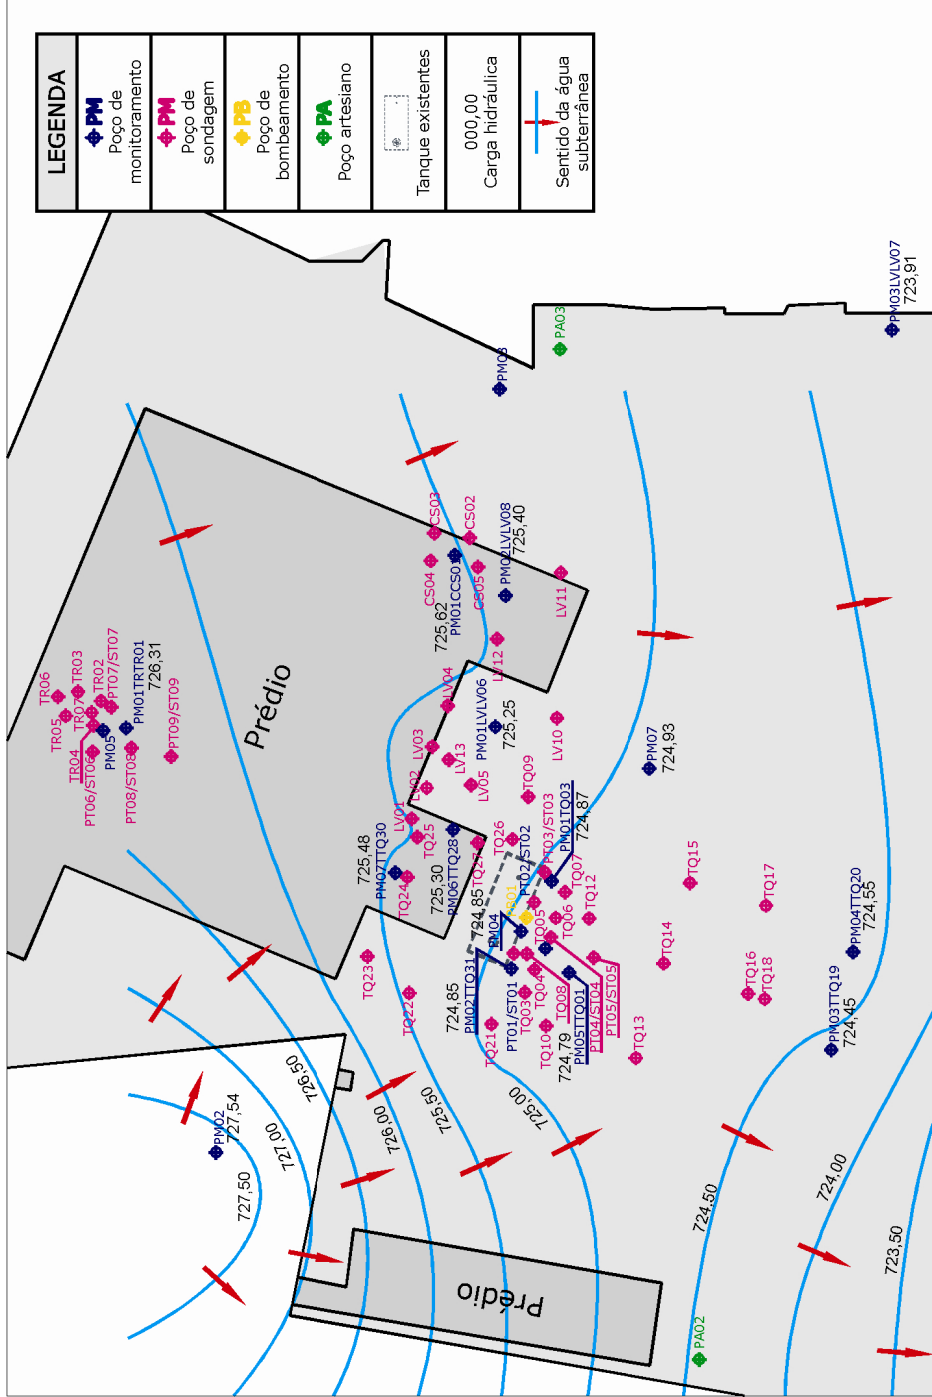 LEGENDA
PM
Poço de
monitoramento
PM
Poço de
sondagem
PB
Poço de
bombeamento
PA
Poço artesiano
Tanque existentes
000,00
Carga hidráulica
Sentido da água
subterrânea
TR06
TR05
TR03
TR07
TR02
PT07/ST07
TR04
PM05
PM01TRTR01
726,31
PT06/ST06
PT08/ST08
PT09/ST09
Prédio
CS03
CS04
CS02
PM01CCS01
725,62
CS05
PM02LVLV08
725,40
LV11
LV12
LV04
PM01LVLV06
725,25
LV03
LV13
LV02
LV05
LV10
LV01
TQ25
TQ09
PM07TTQ30
725,48
TQ24
PM06TTQ28
725,30
TQ27
TQ26
PT02/ST02
PT03/ST03
PM01TQ03
724,87
TQ07
TQ12
TQ06
TQ05
PM04
724,85
PM02TTQ31
724,85
PT01/ST01
TQ04
TQ03
TQ08
TQ10
PM05TTQ01
724,79
PT04/ST04
PT05/ST05
TQ21
TQ22
TQ23
TQ13
TQ14
TQ15
TQ16
TQ17
TQ18
PM07
724,93
PM08
PA03
PM03LVLV07
723,91
PM04TTQ20
724,55
PM03TTQ19
724,45
PM02
727,54
727,50
727,00
726,50
726,00
725,50
725,00
724,50
724,00
723,50
Prédio
PA02